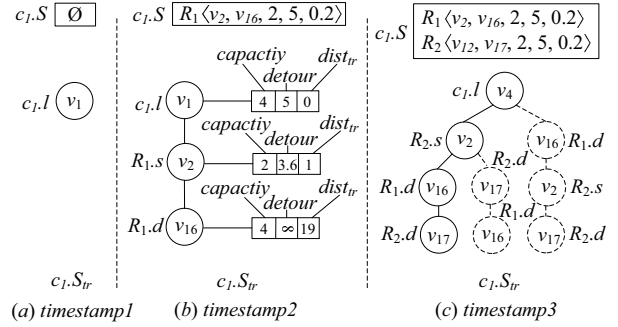 c1.S Ø
c1.l v1
c1.Str
(a) timestamp1
c1.S R1⟨v2, v16, 2, 5, 0.2⟩
capactiy
detour
disttr
c1.l v1 4 5 0
capactiy
detour
disttr
R1.s v2 2 3.6 1
capactiy
detour
disttr
R1.d v16 4 ∞ 19
c1.Str
(b) timestamp2
c1.S
R1⟨v2, v16, 2, 5, 0.2⟩
R2⟨v12, v17, 2, 5, 0.2⟩
c1.l v4
R2.s v2 v16 R1.d
R2.d
R1.d v16 v17 v2 R2.s
R1.d
R2.d v17 v16 v17 R2.d
c1.Str
(c) timestamp3